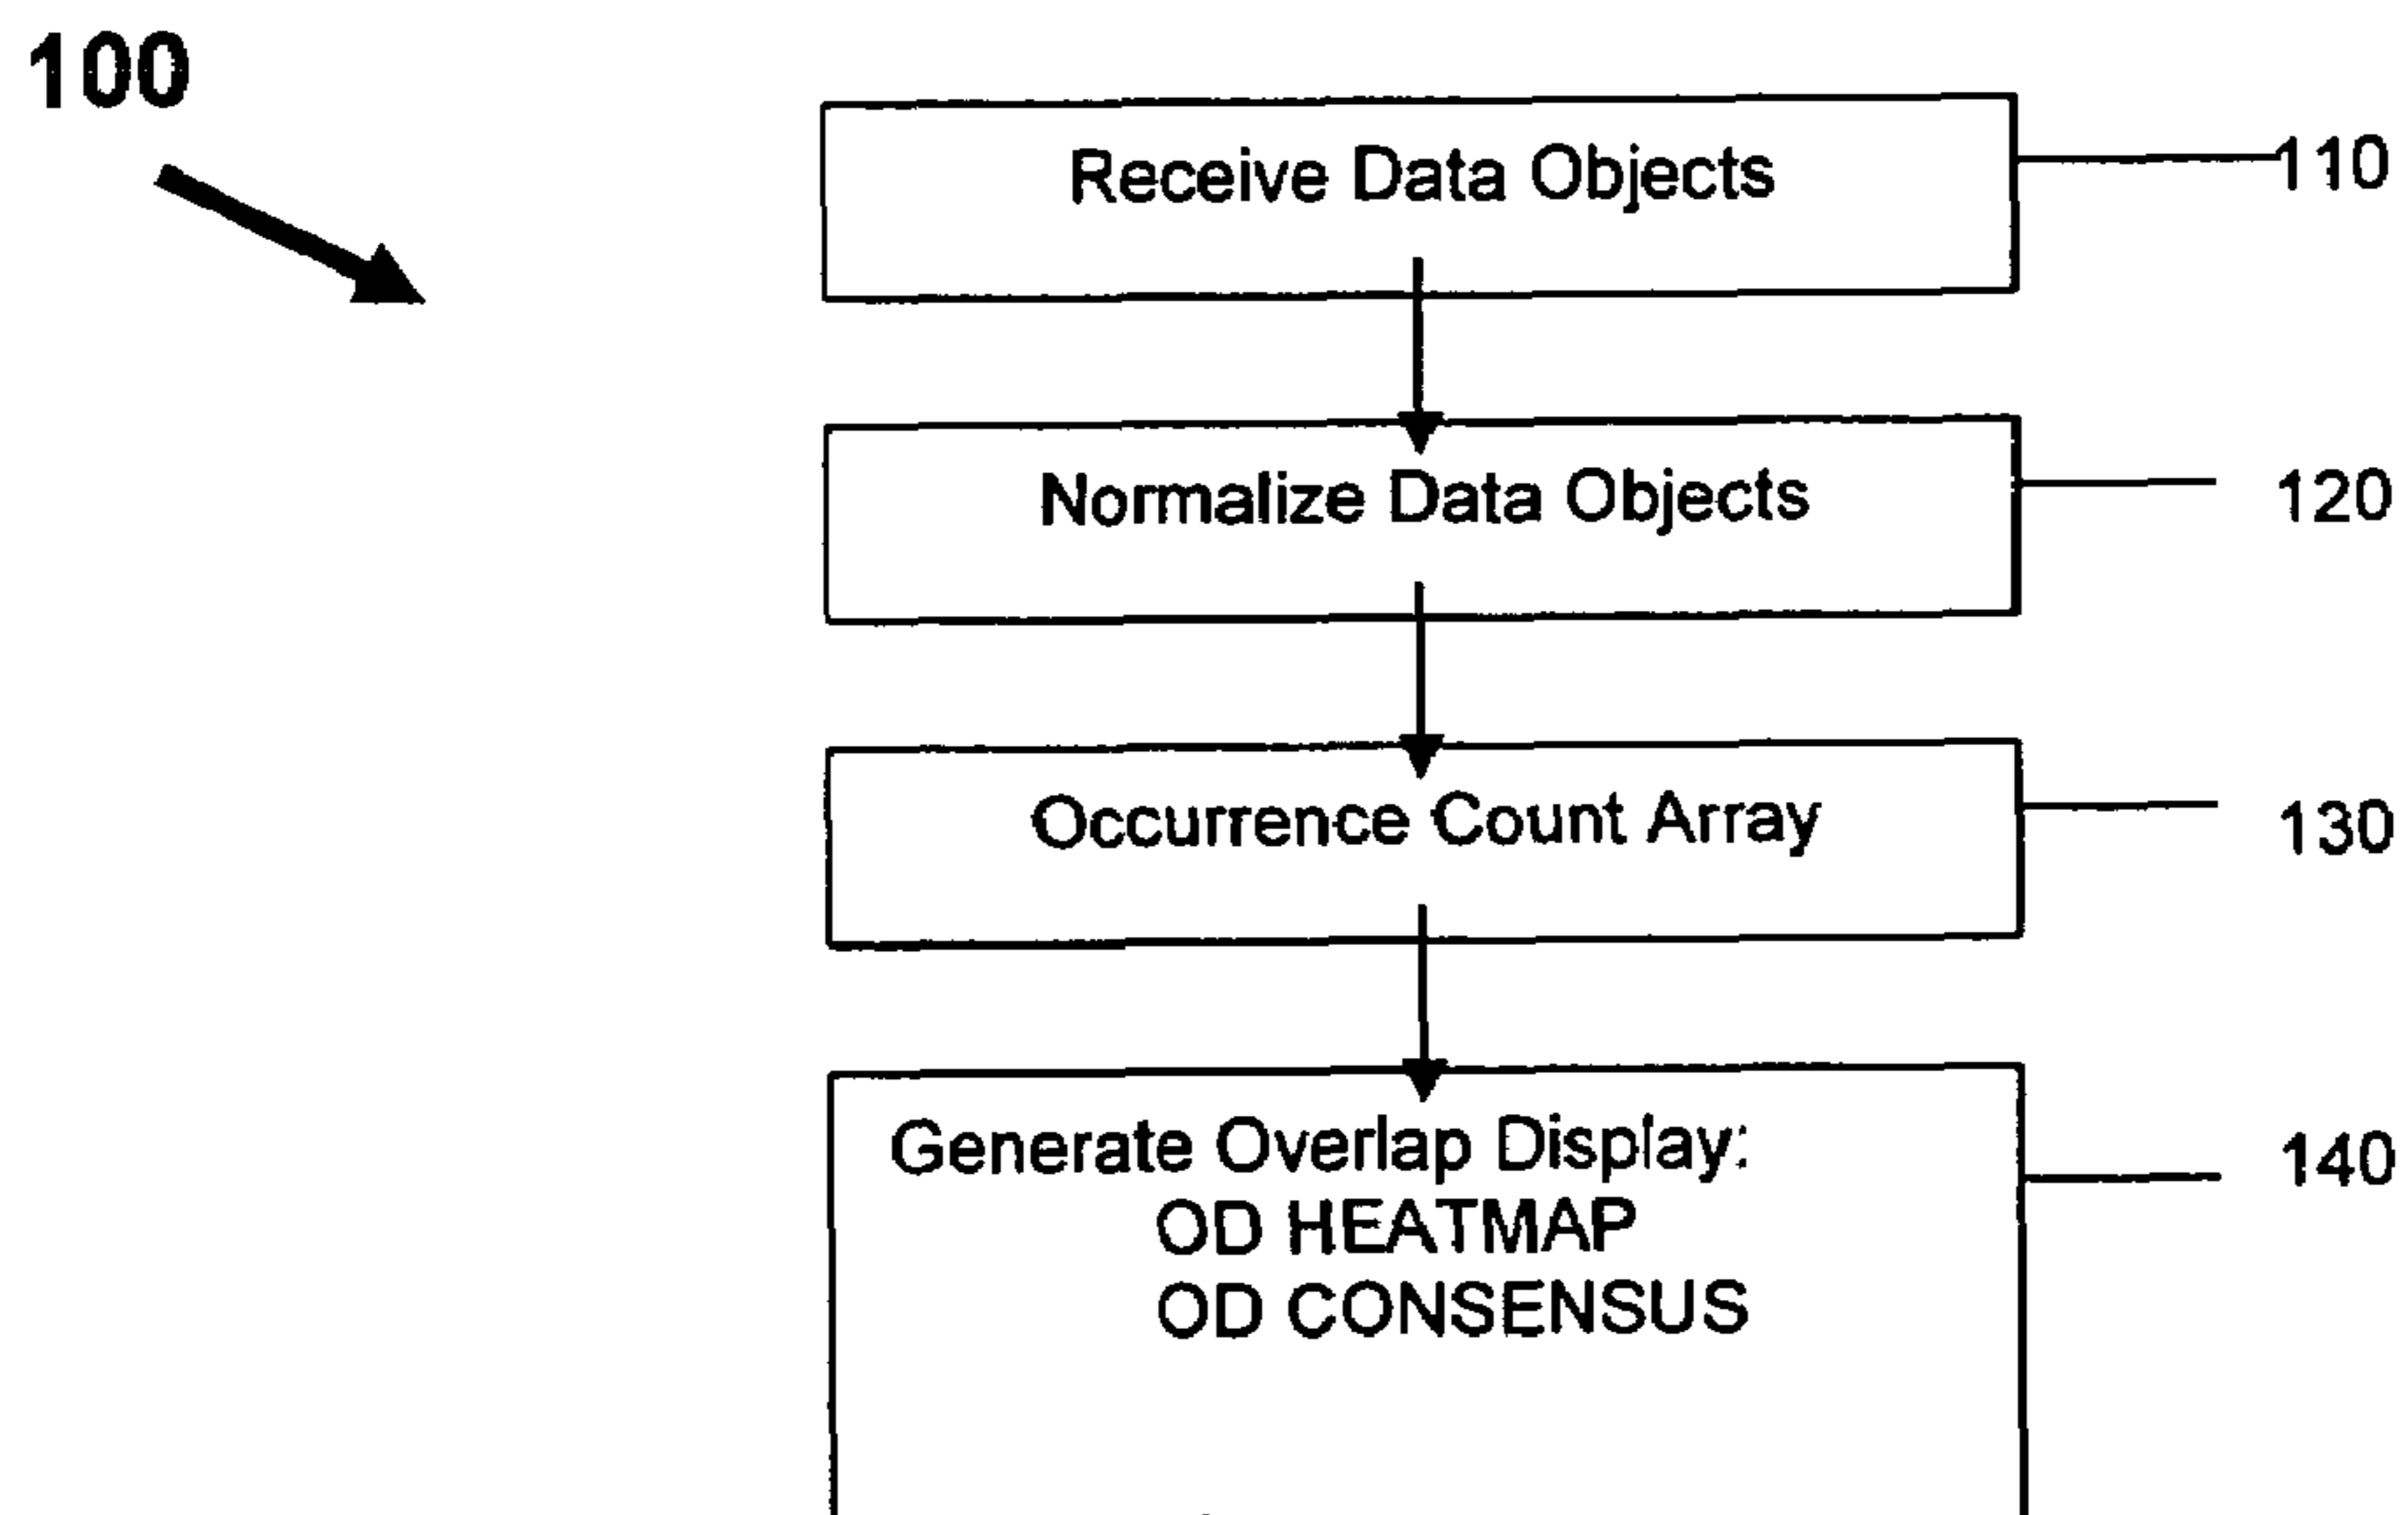 100
Receive Data Objects
110
Normalize Data Objects
120
Occurrence Count Array
130
Generate Overlap Display:
140
OD HEATMAP
OD CONSENSUS